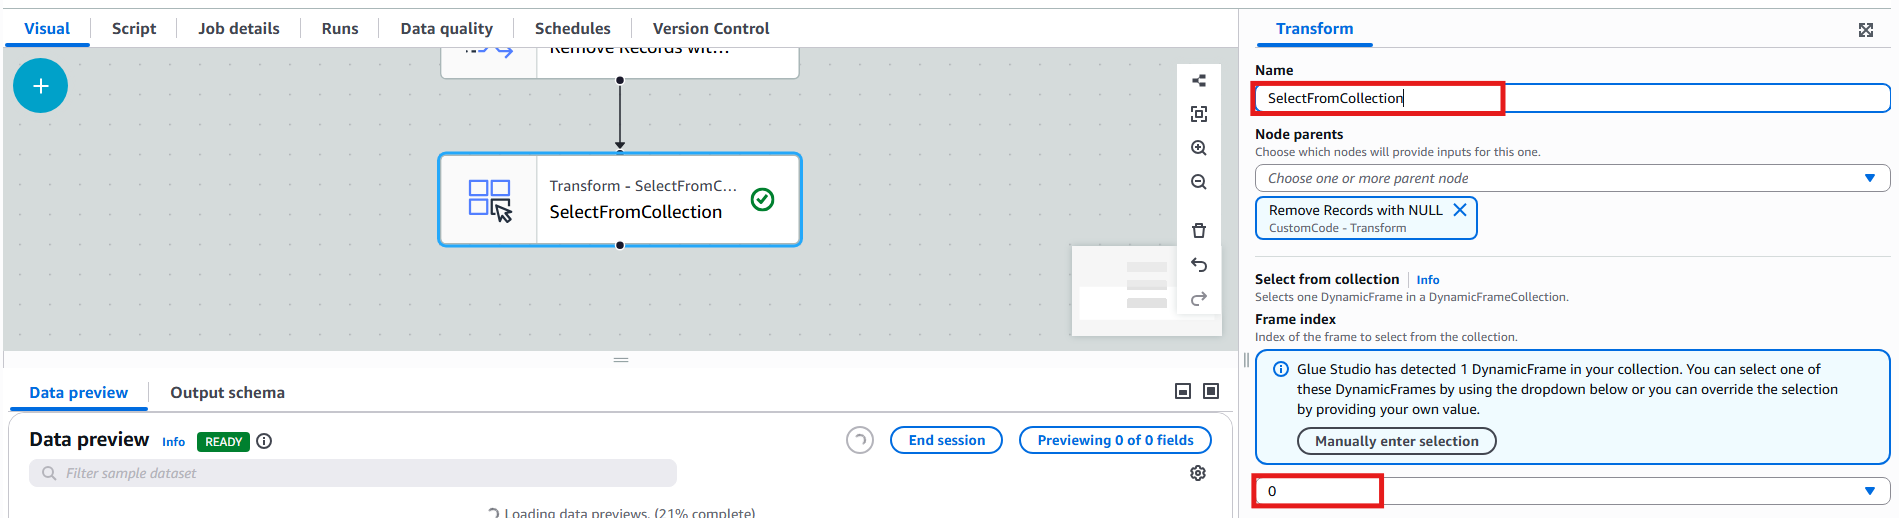 Visual
Script
Job details
Runs
Data quality
Schedules
Version Control
Remove Records wit...
Transform - SelectFromC...
SelectFromCollection
Data preview
Output schema
Data preview Info READY
End session
Previewing 0 of 0 fields
Filter sample dataset
Loading data previews. (21% complete)
Transform
Name
SelectFromCollection
Node parents
Choose which nodes will provide inputs for this one.
Choose one or more parent node
Remove Records with NULL
CustomCode - Transform
Select from collection Info
Selects one DynamicFrame in a DynamicFrameCollection.
Frame index
Index of the frame to select from the collection.
Glue Studio has detected 1 DynamicFrame in your collection. You can select one of
these DynamicFrames by using the dropdown below or you can override the selection
by providing your own value.
Manually enter selection
0